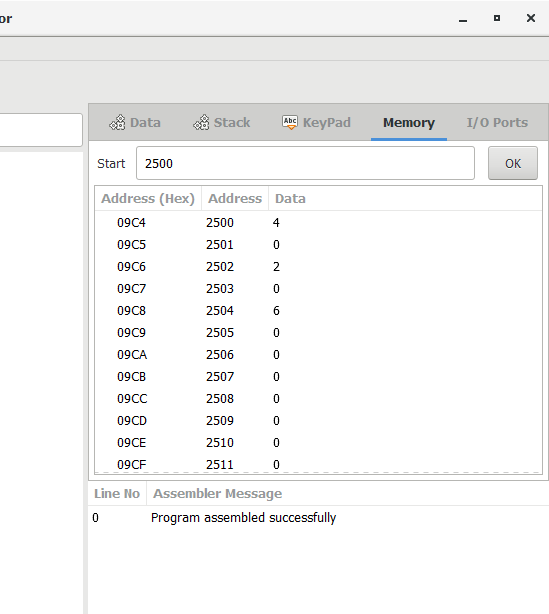 or
Data Stack Abc KeyPad Memory I/O Ports
Start 2500 OK
Address (Hex) Address Data
09C4 2500 4
09C5 2501 0
09C6 2502 2
09C7 2503 0
09C8 2504 6
09C9 2505 0
09CA 2506 0
09CB 2507 0
09CC 2508 0
09CD 2509 0
09CE 2510 0
09CF 2511 0
Line No Assembler Message
0 Program assembled successfully